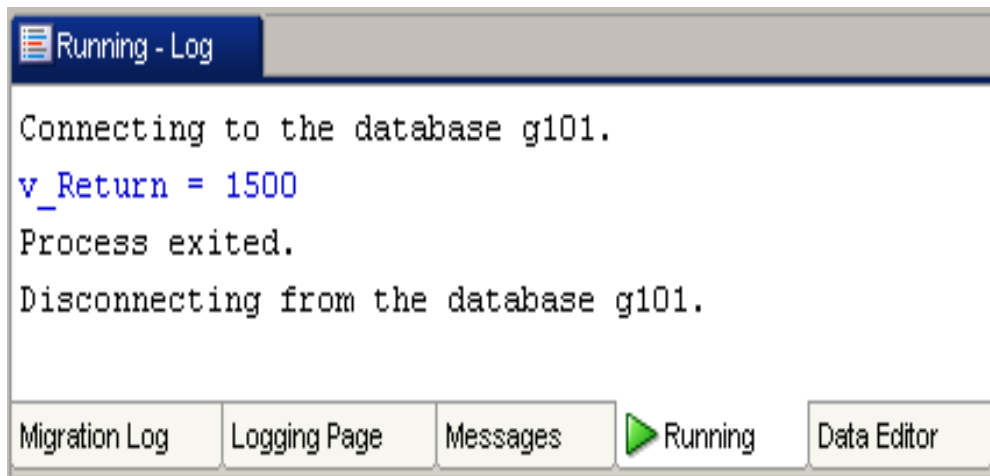 Running - Log
Connecting to the database g101.
v_Return = 1500
Process exited.
Disconnecting from the database g101.
Migration Log
Logging Page
Messages
Running
Data Editor